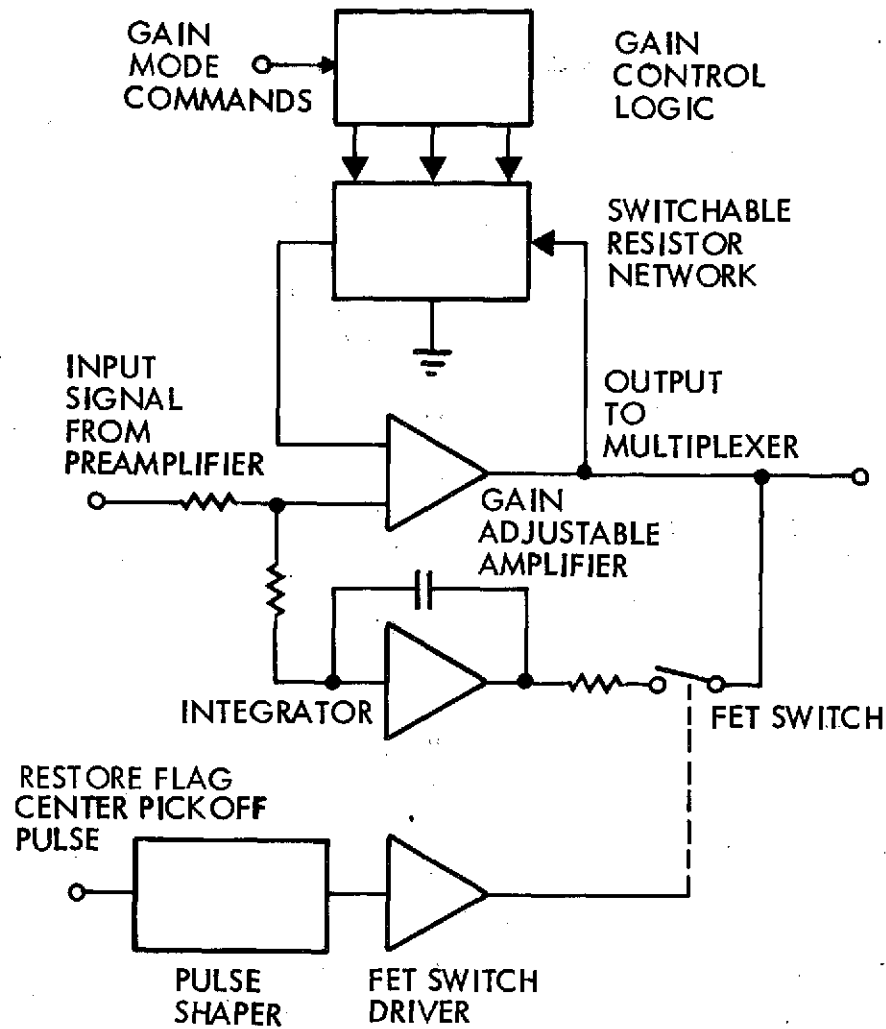 GAIN
MODE
COMMANDS
GAIN
CONTROL
LOGIC
SWITCHABLE
RESISTOR
NETWORK
INPUT
SIGNAL
FROM
PREAMPLIFIER
OUTPUT
TO
MULTIPLEXER
GAIN
ADJUSTABLE
AMPLIFIER
INTEGRATOR
FET SWITCH
RESTORE FLAG
CENTER PICKOFF
PULSE
PULSE
SHAPER
FET SWITCH
DRIVER